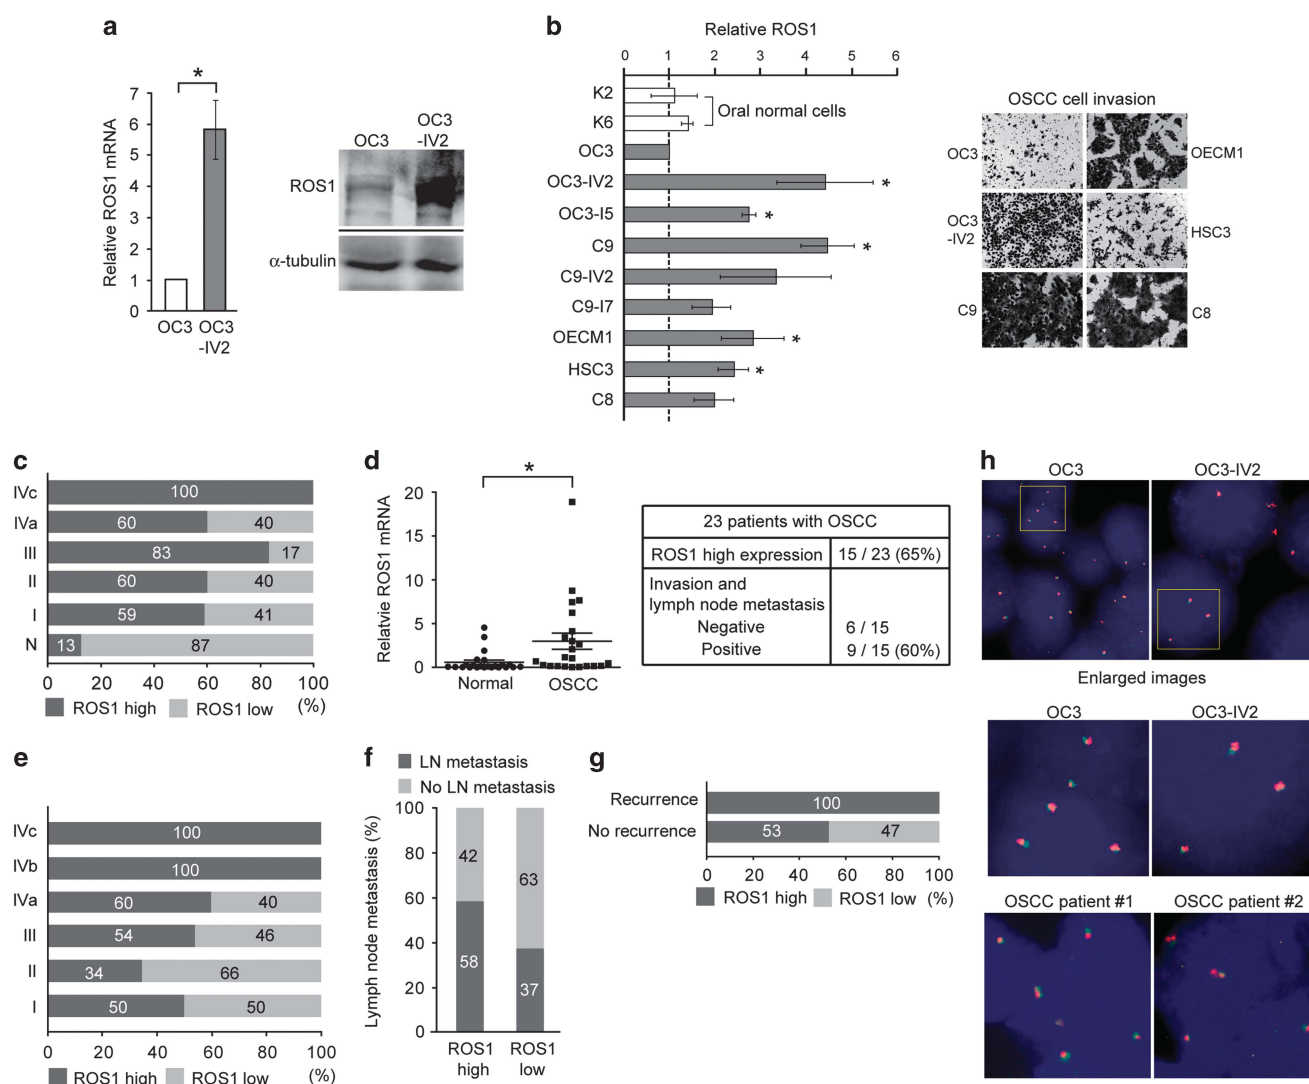 a
*
Relative ROS1 mRNA
7
6
5
4
3
2
1
0
OC3
OC3
-IV2
OC3
OC3
-IV2
ROS1
α-tubulin
b
Relative ROS1
0 1 2 3 4 5 6
K2
K6
Oral normal cells
OC3
OC3-IV2 *
OC3-I5 *
C9 *
C9-IV2
C9-I7
OECM1 *
HSC3 *
C8
OSCC cell invasion
OC3
OECM1
OC3
-IV2
HSC3
C9
C8
c
IVc 100
IVa 60 40
III 83 17
II 60 40
I 59 41
N 13 87
0 20 40 60 80 100
(%)
ROS1 high ROS1 low
d
*
Relatvie ROS1 mRNA
20
15
10
5
0
Normal OSCC
23 patients with OSCC
ROS1 high expression 15 / 23 (65%)
Invasion and
lymph node metastasis
Negative 6 / 15
Positive 9 / 15 (60%)
e
IVc 100
IVb 100
IVa 60 40
III 54 46
II 34 66
I 50 50
0 20 40 60 80 100
ROS1 high ROS1 low (%)
f
LN metastasis
No LN metastasis
Lymph node metastasis (%)
100
80
60
40
20
0
42
58
63
37
ROS1
high
ROS1
low
g
Recurrence 100
No recurrence 53 47
0 20 40 60 80 100
ROS1 high ROS1 low (%)
h
OC3 OC3-IV2
Enlarged images
OC3 OC3-IV2
OSCC patient #1 OSCC patient #2